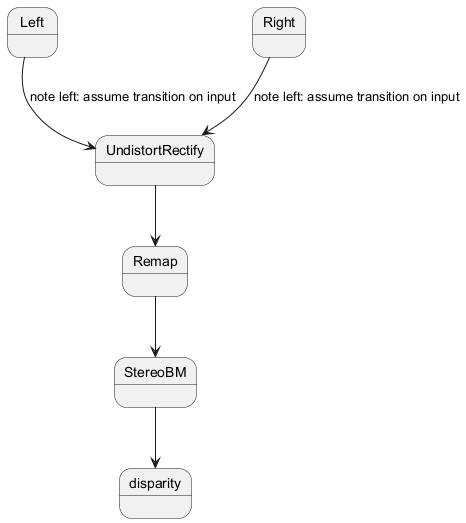 Left
Right
note left: assume transition on input
note left: assume transition on input
UndistortRectify
Remap
StereoBM
disparity